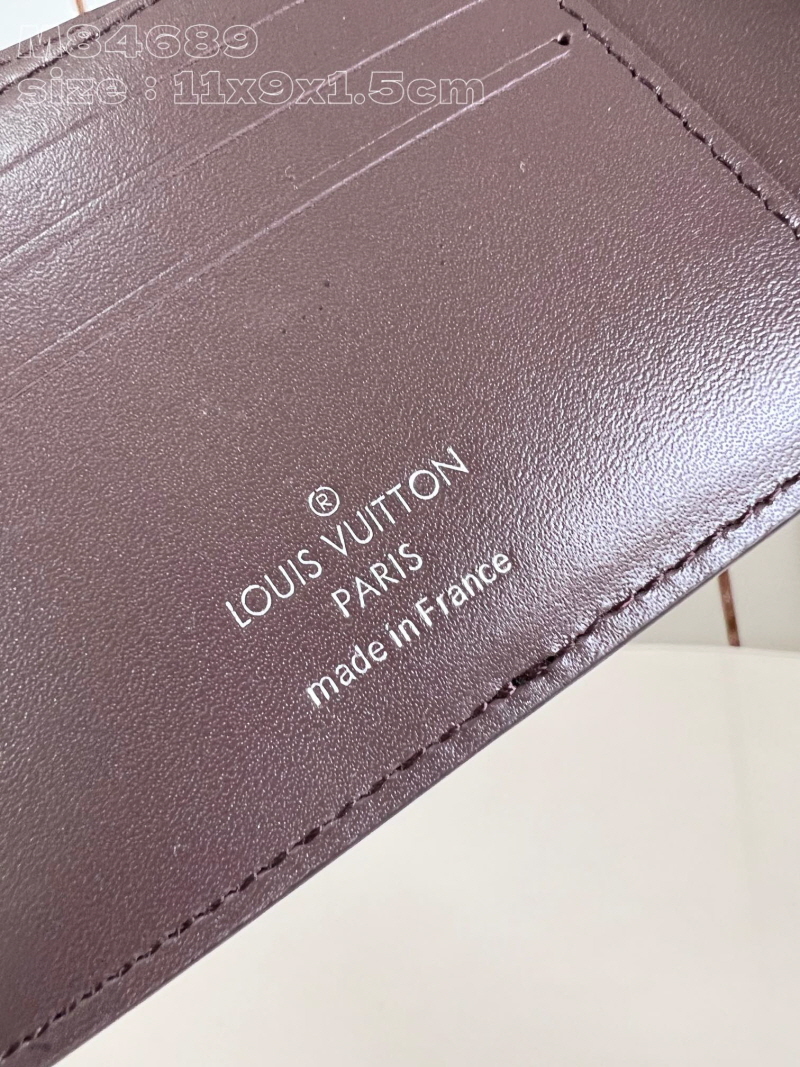 M84689
size : 11x9x1.5cm
®
LOUIS VUITTON
PARIS
made in France